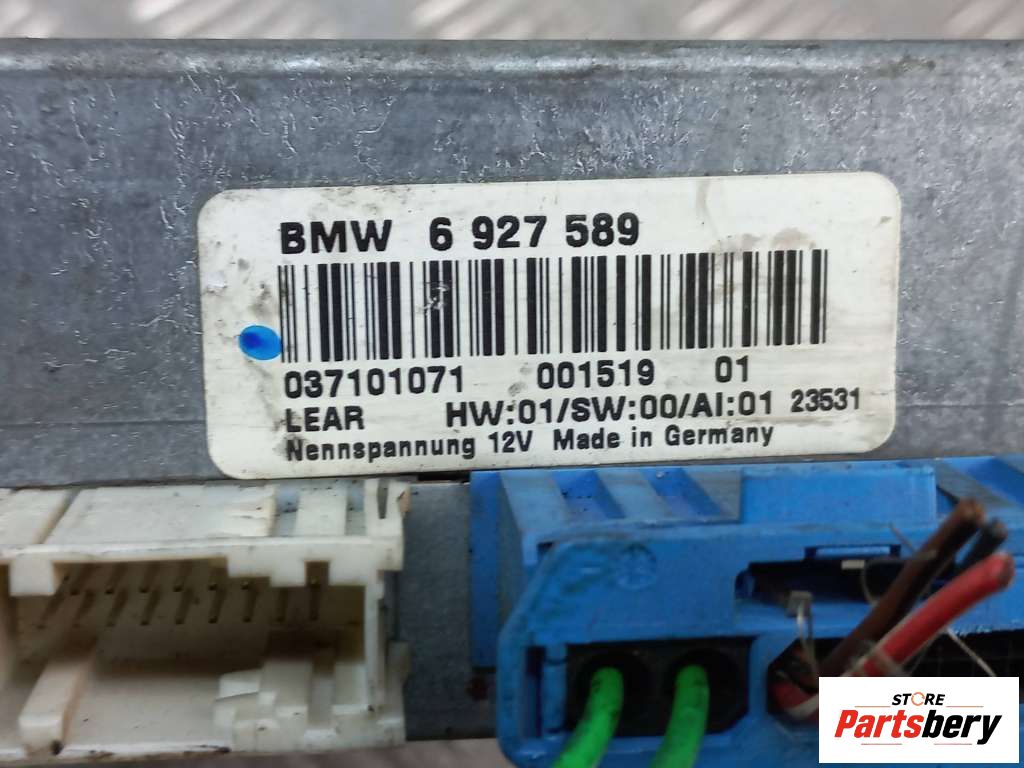 BMW 6 927 589
037101071 001519 01
LEAR HW:01/SW:00/AI:01 23531
Nennspannung 12V Made in Germany
STORE
Partsbery